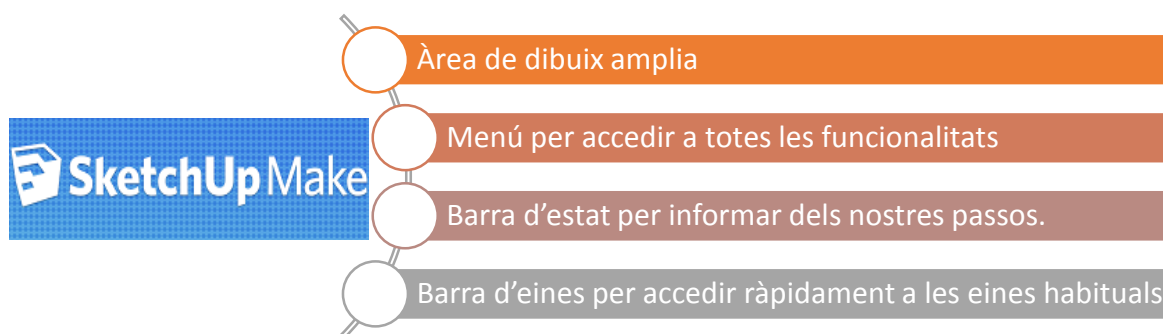 Àrea de dibuix amplia
Menú per accedir a totes les funcionalitats
SketchUp Make
Barra d'estat per informar dels nostres passos.
Barra d'eines per accedir ràpidament a les eines habituals